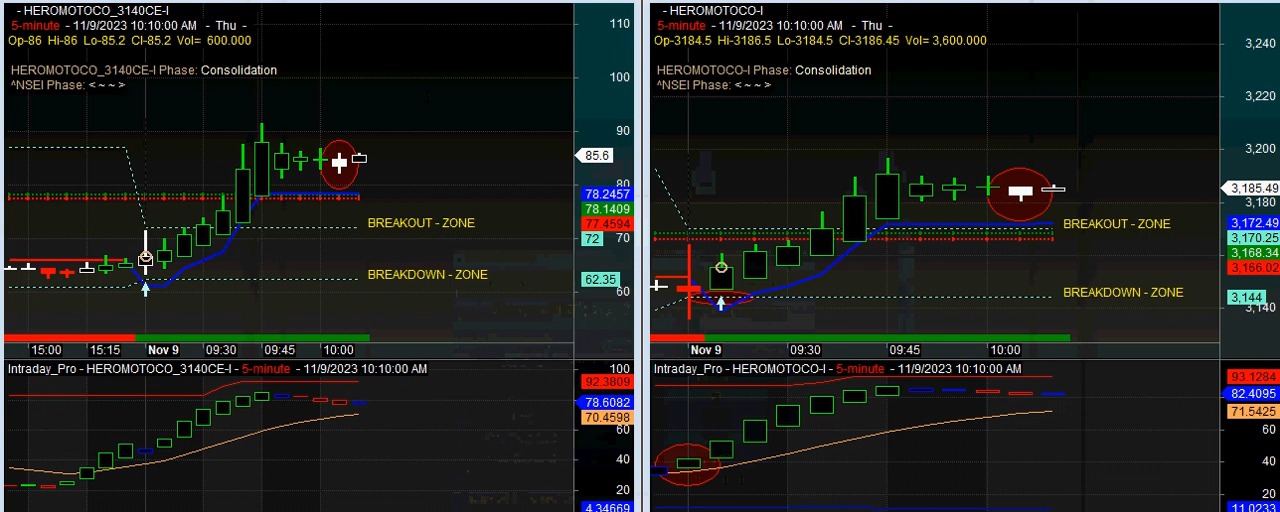 - HEROMOTOCO_3140CE-I
5-minute - 11/9/2023 10:10:00 AM - Thu -
Op-86 Hi-86 Lo-85.2 Cl-85.2 Vol= 600.000
HEROMOTOCO_3140CE-I Phase: Consolidation
^NSEI Phase: < ~ ~ >
110
100
90
85.6
80
78.2457
78.1409
77.4594
72
70
62.35
60
BREAKOUT - ZONE
BREAKDOWN - ZONE
15:00 15:15 Nov 9 09:30 09:45 10:00
Intraday_Pro - HEROMOTOCO_3140CE-I - 5-minute - 11/9/2023 10:10:00 AM
100
92.3809
78.6082
70.4598
60
40
20
4.34669
- HEROMOTOCO-I
5-minute - 11/9/2023 10:10:00 AM - Thu -
Op-3184.5 Hi-3186.5 Lo-3184.5 Cl-3186.45 Vol= 3,600.000
HEROMOTOCO-I Phase: Consolidation
^NSEI Phase: < ~ ~ >
3,240
3,220
3,200
3,185.49
3,180
3,172.49
3,170.25
3,168.34
3,166.02
3,144
3,140
BREAKOUT - ZONE
BREAKDOWN - ZONE
Nov 9 09:30 09:45 10:00
Intraday_Pro - HEROMOTOCO-I - 5-minute - 11/9/2023 10:10:00 AM
93.1284
82.4095
71.5425
60
40
20
11.0233